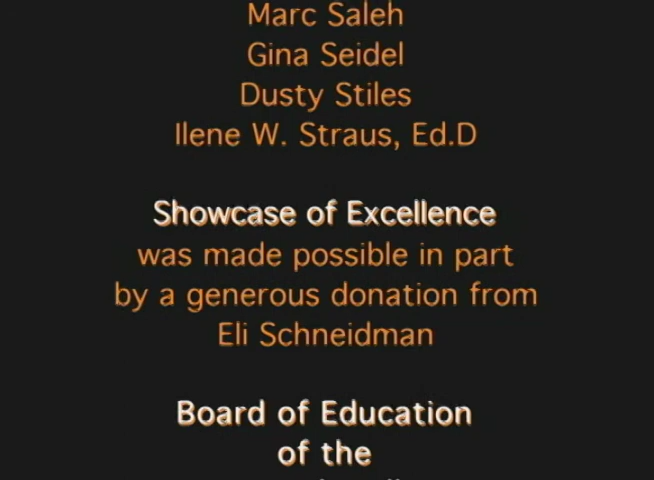 Marc Saleh
Gina Seidel
Dusty Stiles
Ilene W. Straus, Ed.D
Showcase of Excellence
was made possible in part
by a generous donation from
Eli Schneidman
Board of Education
of the